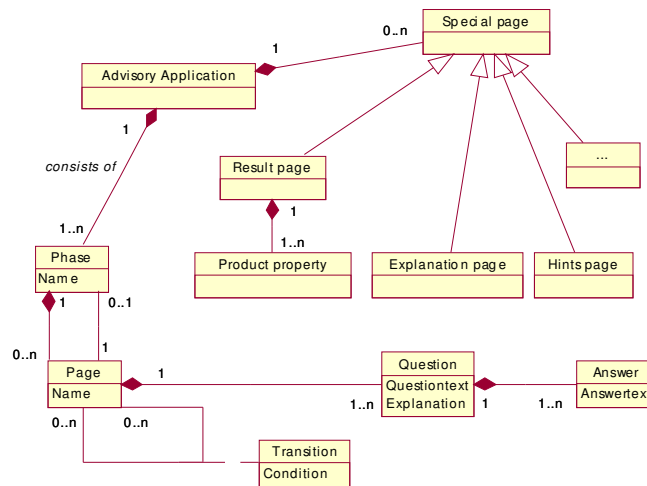 Special page
0..n
1
Advisory Application
1
consists of
...
Result page
1
1..n
1..n
Phase
Name
Product property
Explanation page
Hints page
1
0..1
0..n
1
Page
Name
1
Question
Questiontext
Explanation
Answer
Answertex
1..n
1
1..n
0..n
0..n
Transition
Condition